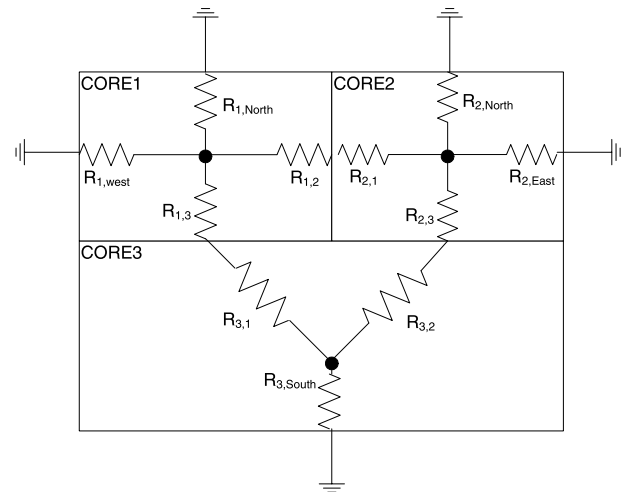 CORE1
CORE2
R1,North
R2,North
R1,west
R1,2
R2,1
R2,East
R1,3
R2,3
CORE3
R3,1
R3,2
R3,South